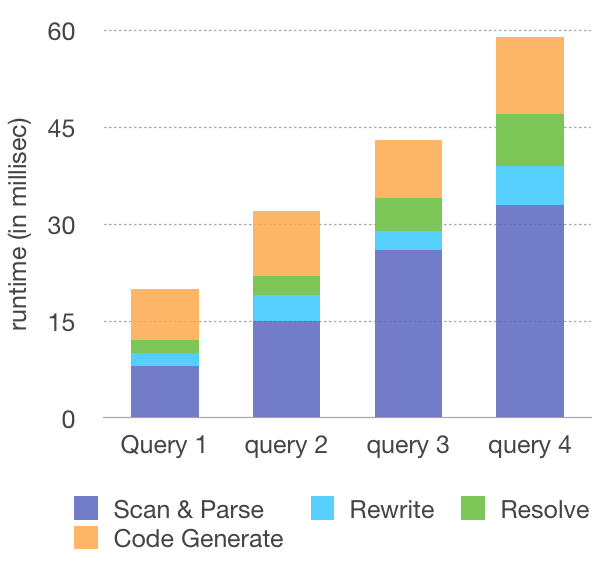 60
45
30
15
0
runtime (in millisec)
Query 1 query 2 query 3 query 4
Scan & Parse Rewrite Resolve
Code Generate